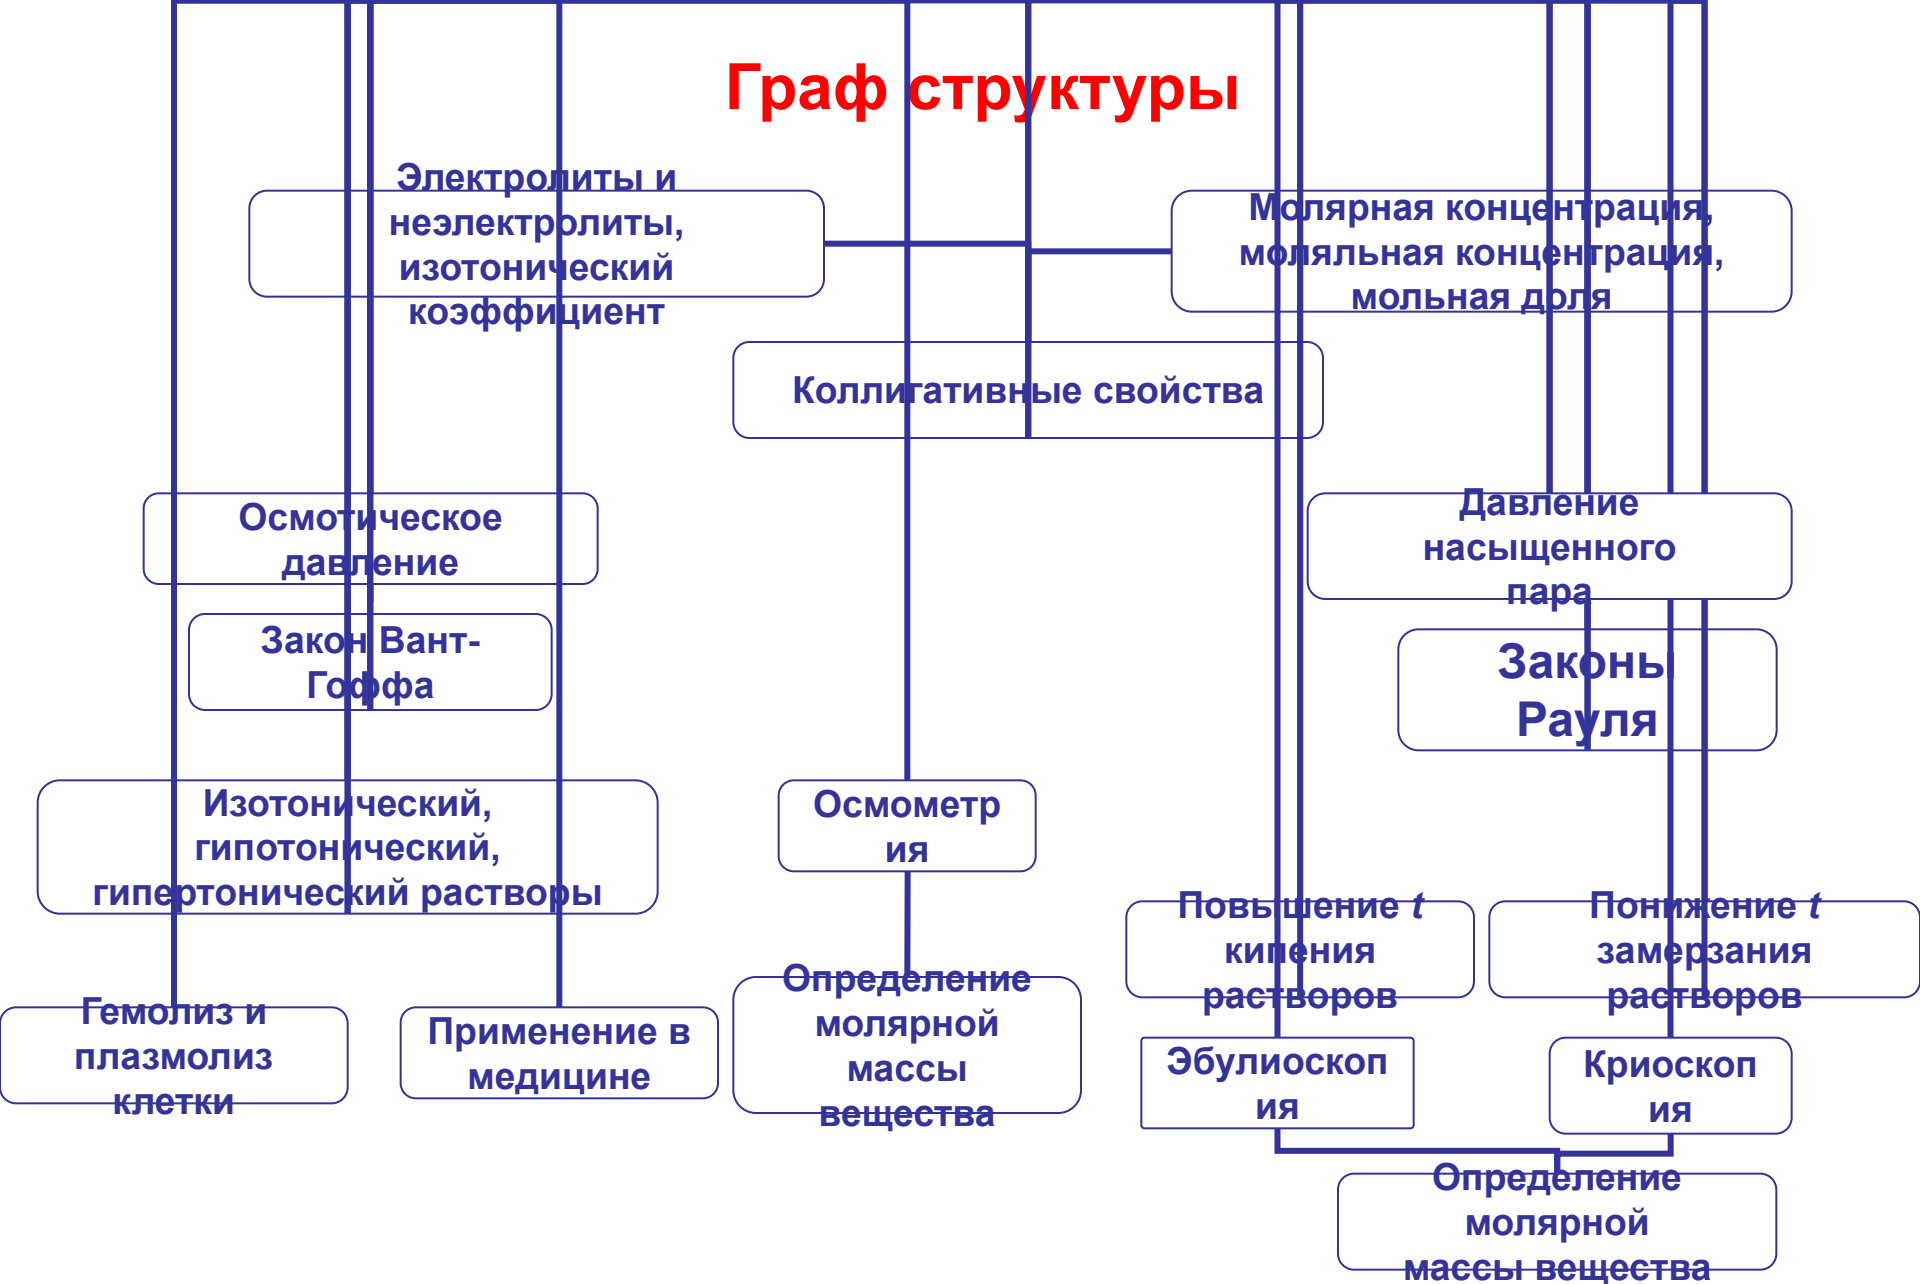 Граф структуры
Электролиты и
неэлектролиты,
изотонический
коэффициент
Молярная концентрация,
моляльная концентрация,
мольная доля
Коллигативные свойства
Осмотическое
давление
Давление
насыщенного
пара
Закон Вант-
Гоффа
Законы
Рауля
Изотонический,
гипотонический,
гипертонический растворы
Осмометр
ия
Повышение t
кипения
растворов
Понижение t
замерзания
растворов
Гемолиз и
плазмолиз
клетки
Применение в
медицине
Определение
молярной
массы
вещества
Эбулиоскоп
ия
Криоскоп
ия
Определение
молярной
массы вещества